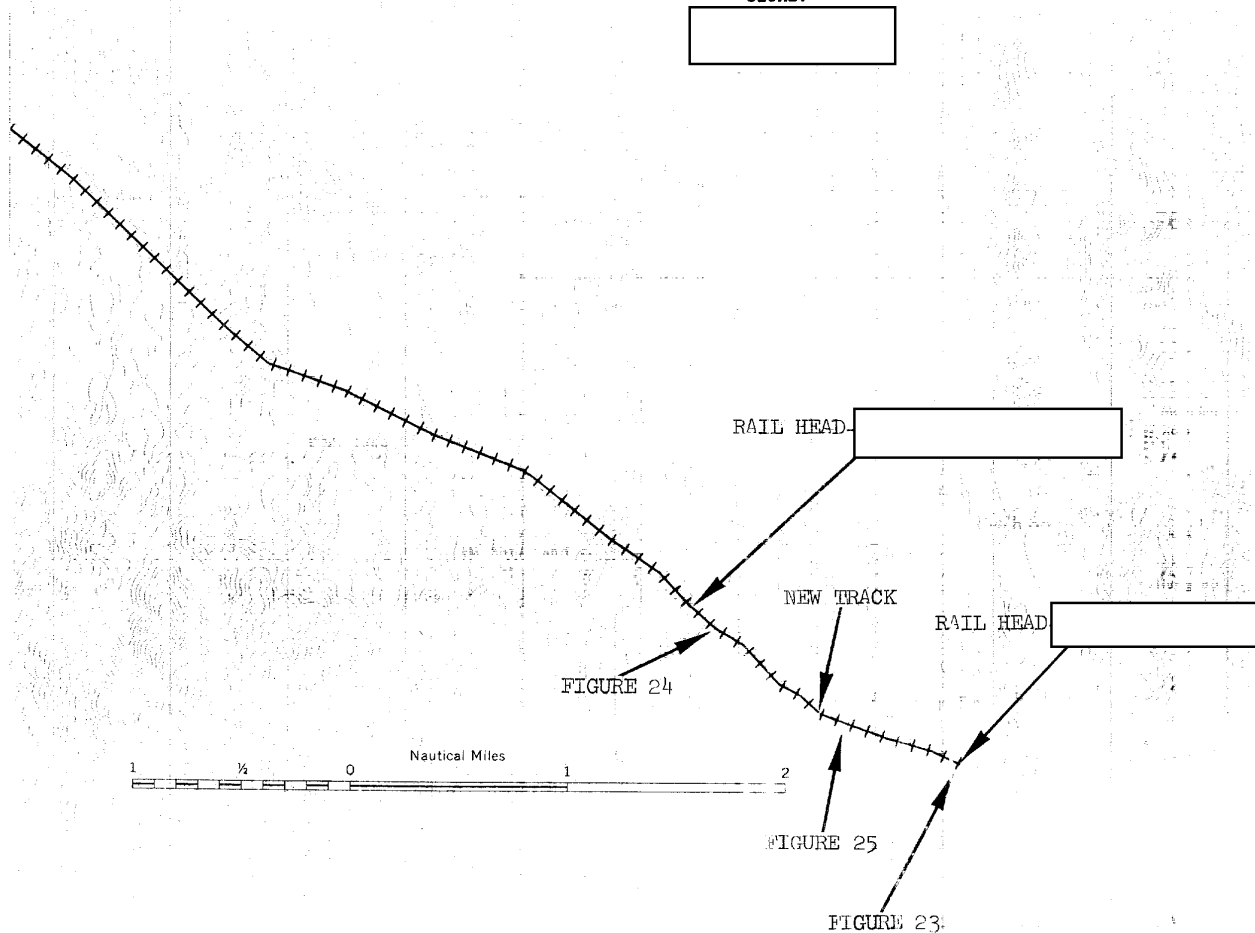 RAIL HEAD
NEW TRACK
RAIL HEAD
FIGURE 24
Nautical Miles
1 ½ 0 1 2
FIGURE 25
FIGURE 23